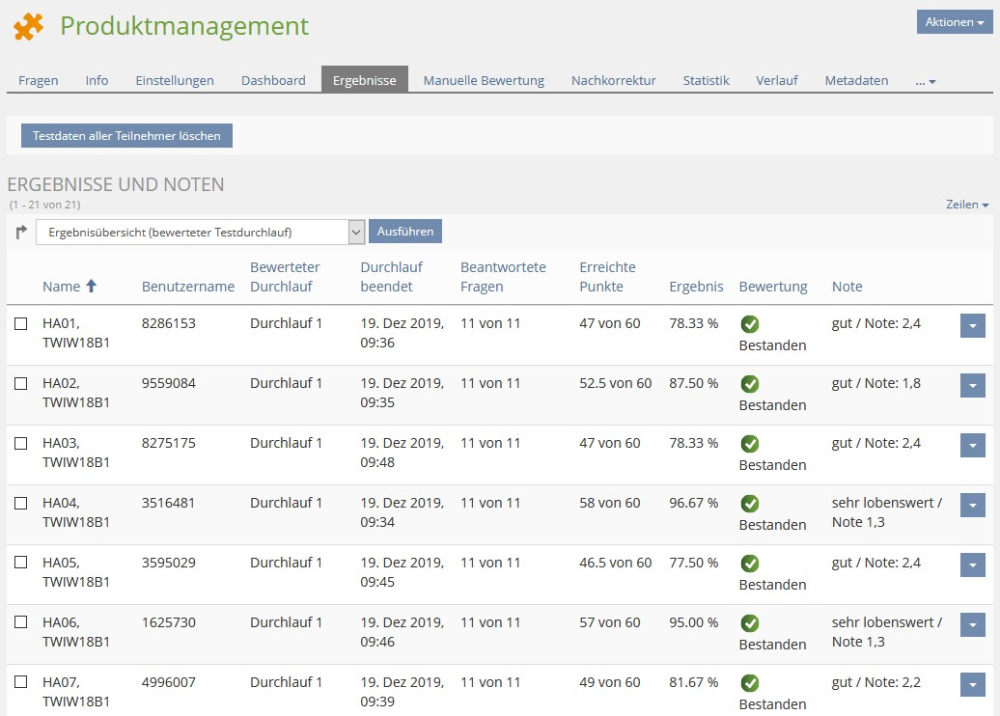 Produktmanagement
Aktionen
Fragen Info Einstellungen Dashboard Ergebnisse Manuelle Bewertung Nachkorrektur Statistik Verlauf Metadaten ...
Testdaten aller Teilnehmer löschen
ERGEBNISSE UND NOTEN
(1 - 21 von 21)
Zeilen
Ergebnisübersicht (bewerteter Testdurchlauf) Ausführen
Bewerteter Durchlauf Beantwortete Erreichte
Name Benutzername Durchlauf beendet Fragen Punkte Ergebnis Bewertung Note
HA01, 8286153 Durchlauf 1 19. Dez 2019, 11 von 11 47 von 60 78.33 % gut / Note: 2,4
TWIW18B1 09:36 Bestanden
HA02, 9559084 Durchlauf 1 19. Dez 2019, 11 von 11 52.5 von 60 87.50 % gut / Note: 1,8
TWIW18B1 09:35 Bestanden
HA03, 8275175 Durchlauf 1 19. Dez 2019, 11 von 11 47 von 60 78.33 % gut / Note: 2,4
TWIW18B1 09:48 Bestanden
HA04, 3516481 Durchlauf 1 19. Dez 2019, 11 von 11 58 von 60 96.67 % sehr lobenswert /
TWIW18B1 09:34 Bestanden Note 1,3
HA05, 3595029 Durchlauf 1 19. Dez 2019, 11 von 11 46.5 von 60 77.50 % gut / Note: 2,4
TWIW18B1 09:45 Bestanden
HA06, 1625730 Durchlauf 1 19. Dez 2019, 11 von 11 57 von 60 95.00 % sehr lobenswert /
TWIW18B1 09:46 Bestanden Note 1,3
HA07, 4996007 Durchlauf 1 19. Dez 2019, 11 von 11 49 von 60 81.67 % gut / Note: 2,2
TWIW18B1 09:39 Bestanden